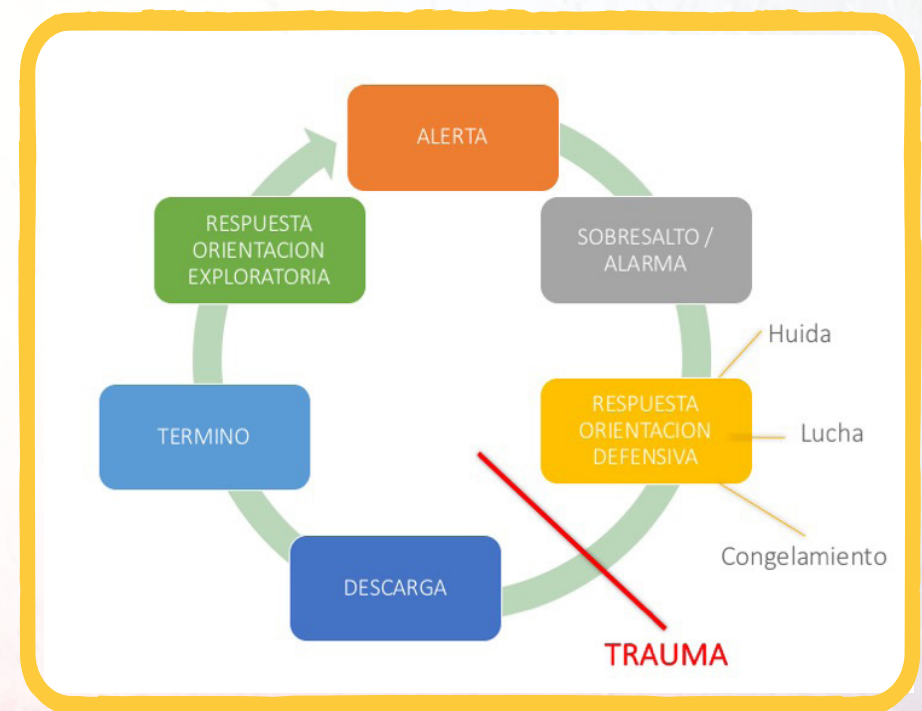 ALERTA
SOBRESALTO /
ALARMA
Huida
RESPUESTA
ORIENTACION
DEFENSIVA
Lucha
Congelamiento
TRAUMA
DESCARGA
TERMINO
RESPUESTA
ORIENTACION
EXPLORATORIA